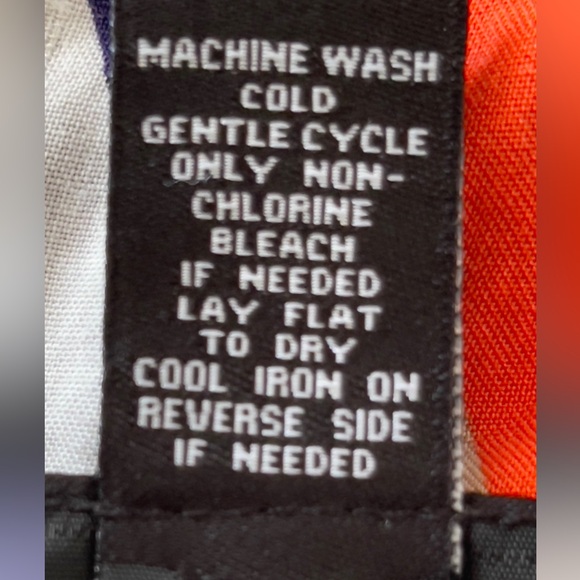 MACHINE WASH
COLD
GENTLE CYCLE
ONLY NON-
CHLORINE
BLEACH
IF NEEDED
LAY FLAT
TO DRY
COOL IRON ON
REVERSE SIDE
IF NEEDED